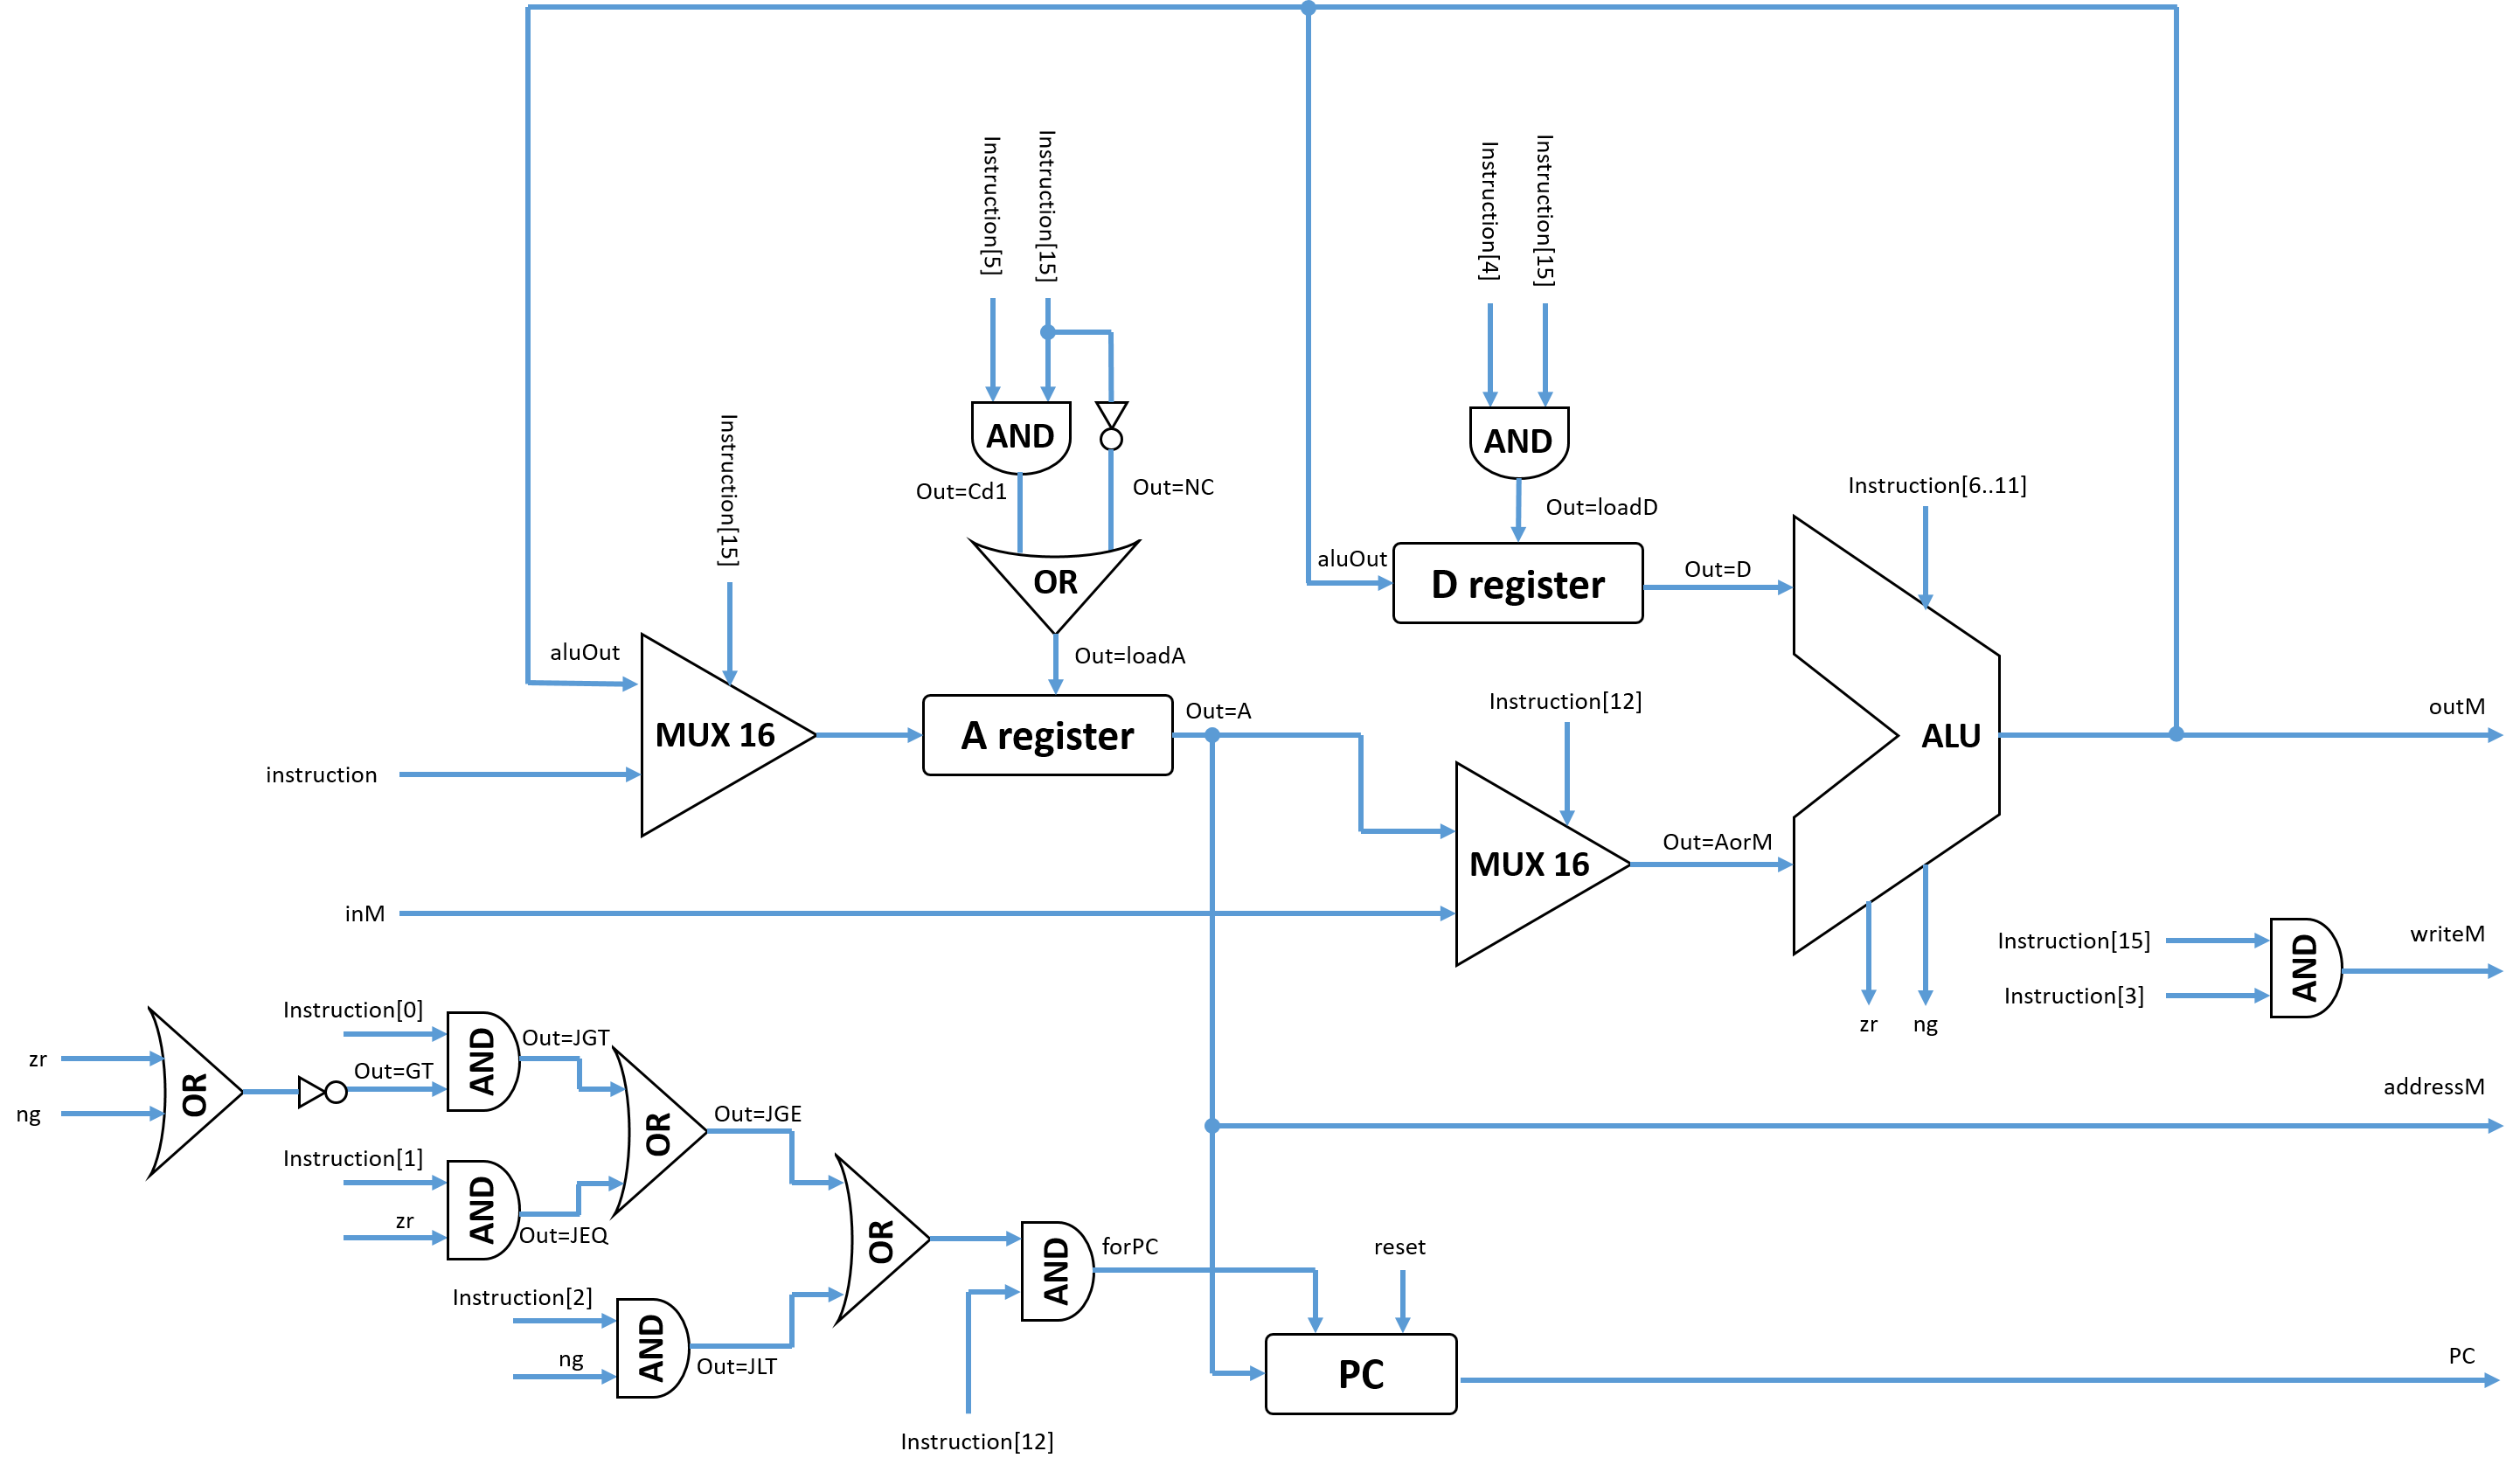 Instruction[5]
Instruction[15]
Instruction[4]
Instruction[15]
Instruction[15]
AND
AND
Out=Cd1
Out=NC
Out=loadD
Instruction[6..11]
OR
aluOut
D register
Out=D
aluOut
Out=loadA
MUX 16
A register
Out=A
Instruction[12]
ALU
outM
instruction
MUX 16
Out=AorM
inM
Instruction[15]
Instruction[3]
AND
writeM
zr
ng
Instruction[0]
zr
ng
OR
Out=GT
AND
Out=JGT
OR
Out=JGE
addressM
Instruction[1]
zr
AND
Out=JEQ
OR
AND
forPC
reset
Instruction[2]
ng
AND
Out=JLT
PC
PC
Instruction[12]